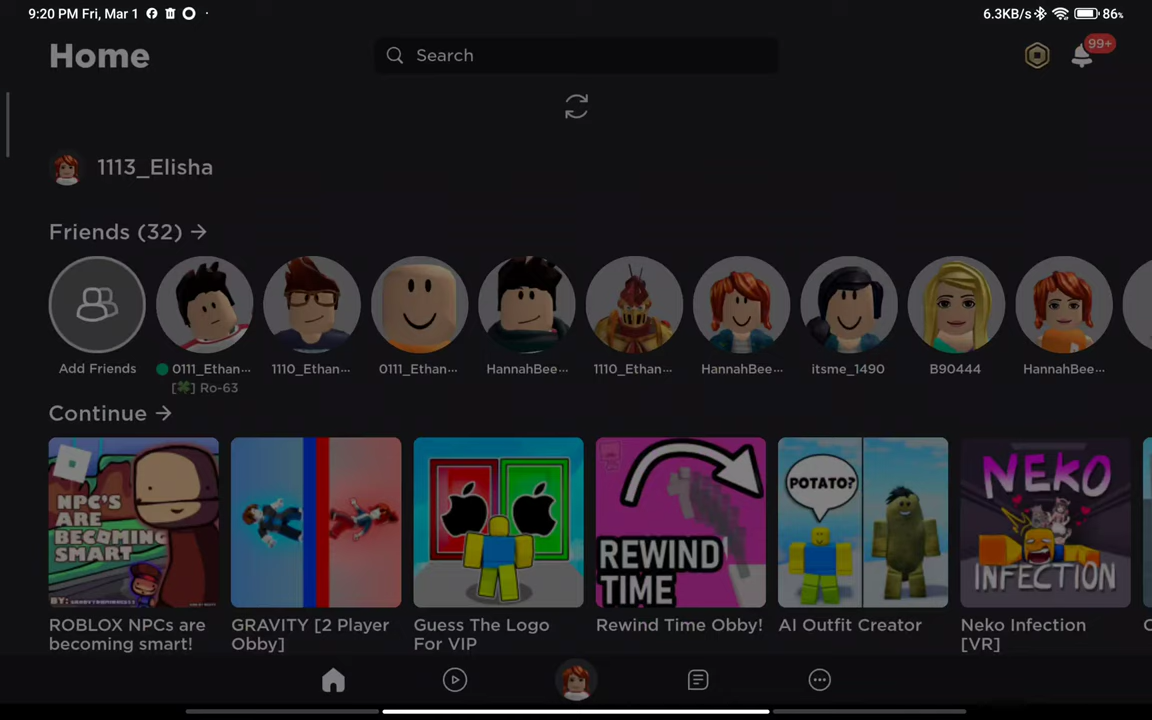 9:20 PM Fri, Mar 1
6.3KB/s
86%
Home
Search
99+
1113_Elisha
Friends (32) →
Add Friends
0111_Ethan...
1110_Ethan...
0111_Ethan...
HannahBee...
1110_Ethan...
HannahBee...
itsme_1490
B90444
HannahBee...
[🍀] Ro-63
Continue →
NPC'S
ARE
BECOMING
SMART
REWIND
TIME
POTATO?
NEKO
INFECTION
ROBLOX NPCs are
becoming smart!
GRAVITY [2 Player
Obby]
Guess The Logo
For VIP
Rewind Time Obby!
AI Outfit Creator
Neko Infection
[VR]